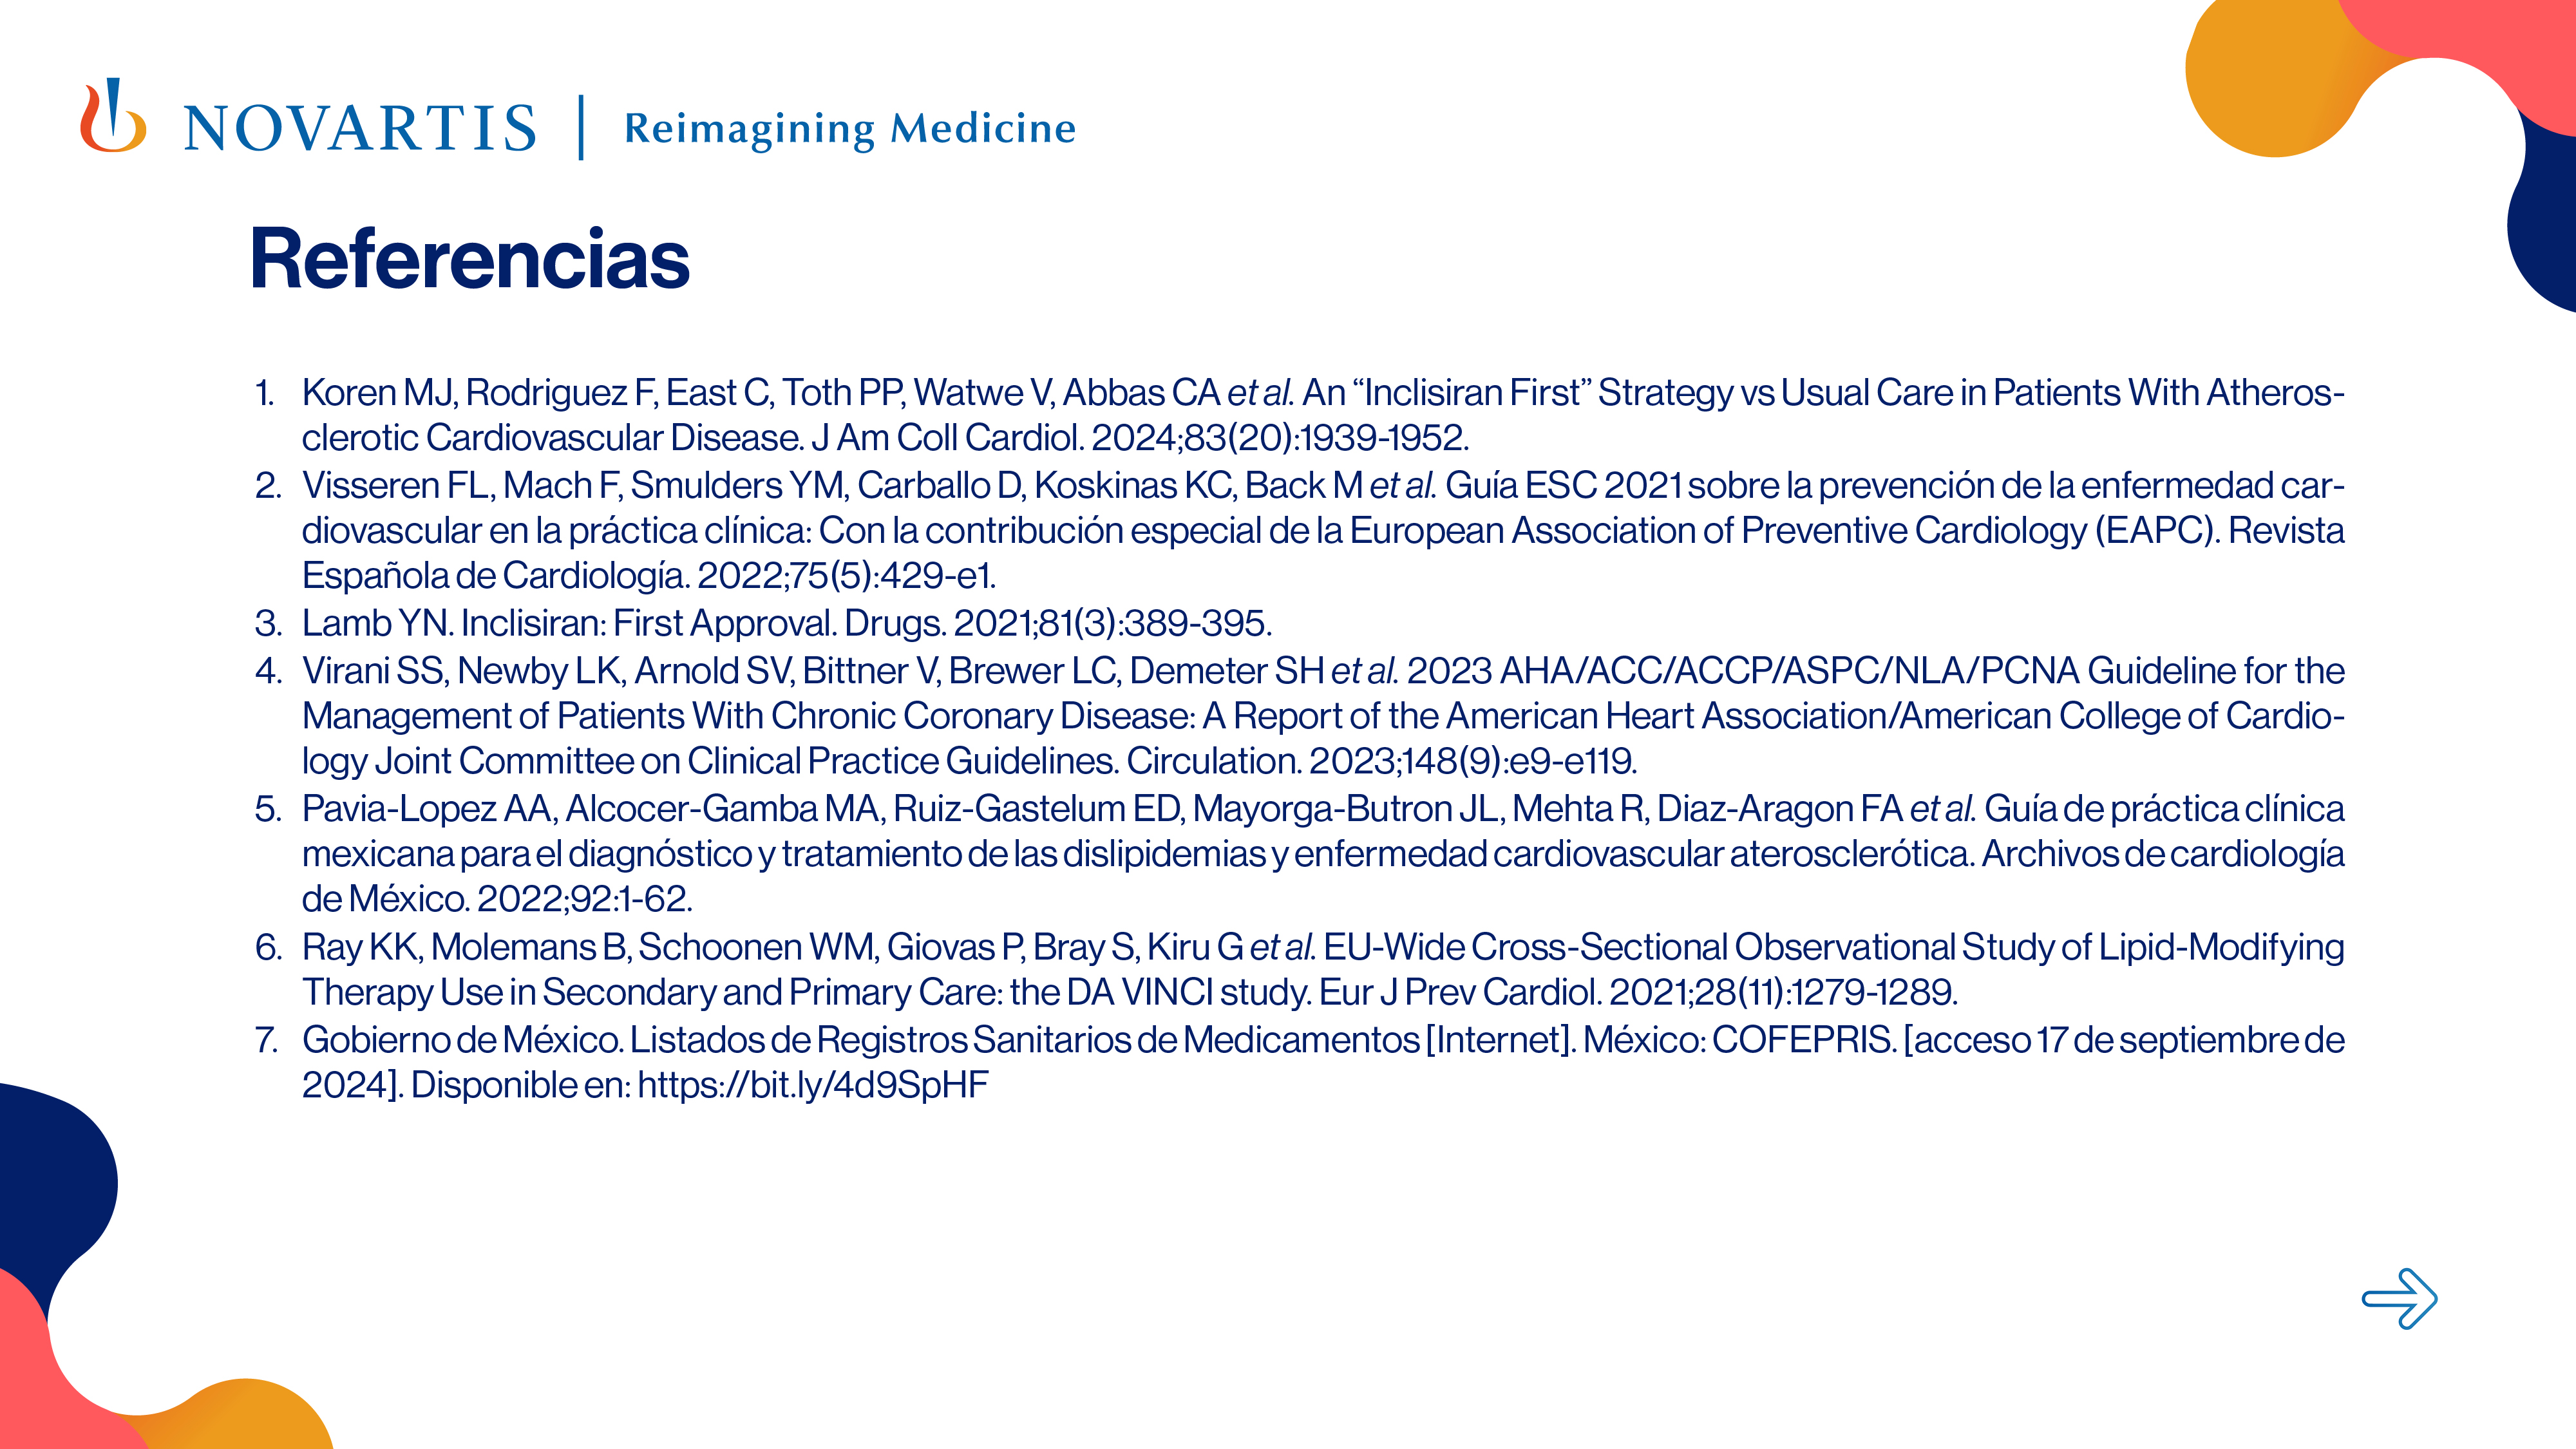 NOVARTIS | Reimagining Medicine
Referencias
1. Koren MJ, Rodriguez F, East C, Toth PP, Watwe V, Abbas CA et al. An “Inclisiran First” Strategy vs Usual Care in Patients With Atheros-
clerotic Cardiovascular Disease. J Am Coll Cardiol. 2024;83(20):1939-1952.
2. Visseren FL, Mach F, Smulders YM, Carballo D, Koskinas KC, Back M et al. Guía ESC 2021 sobre la prevención de la enfermedad car-
diovascular en la práctica clínica: Con la contribución especial de la European Association of Preventive Cardiology (EAPC). Revista
Española de Cardiología. 2022;75(5):429-e1.
3. Lamb YN. Inclisiran: First Approval. Drugs. 2021;81(3):389-395.
4. Virani SS, Newby LK, Arnold SV, Bittner V, Brewer LC, Demeter SH et al. 2023 AHA/ACC/ACCP/ASPC/NLA/PCNA Guideline for the
Management of Patients With Chronic Coronary Disease: A Report of the American Heart Association/American College of Cardio-
logy Joint Committee on Clinical Practice Guidelines. Circulation. 2023;148(9):e9-e119.
5. Pavia-Lopez AA, Alcocer-Gamba MA, Ruiz-Gastelum ED, Mayorga-Butron JL, Mehta R, Diaz-Aragon FA et al. Guía de práctica clínica
mexicana para el diagnóstico y tratamiento de las dislipidemias y enfermedad cardiovascular aterosclerótica. Archivos de cardiología
de México. 2022;92:1-62.
6. Ray KK, Molemans B, Schoonen WM, Giovas P, Bray S, Kiru G et al. EU-Wide Cross-Sectional Observational Study of Lipid-Modifying
Therapy Use in Secondary and Primary Care: the DA VINCI study. Eur J Prev Cardiol. 2021;28(11):1279-1289.
7. Gobierno de México. Listados de Registros Sanitarios de Medicamentos [Internet]. México: COFEPRIS. [acceso 17 de septiembre de
2024]. Disponible en: https://bit.ly/4d9SpHF